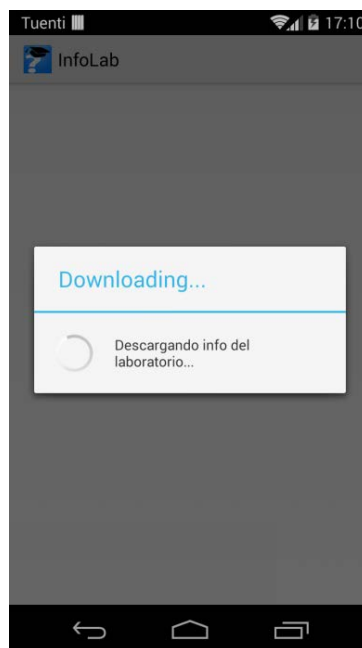 Tuenti 17:10
InfoLab
Downloading...
Descargando info del
laboratorio...